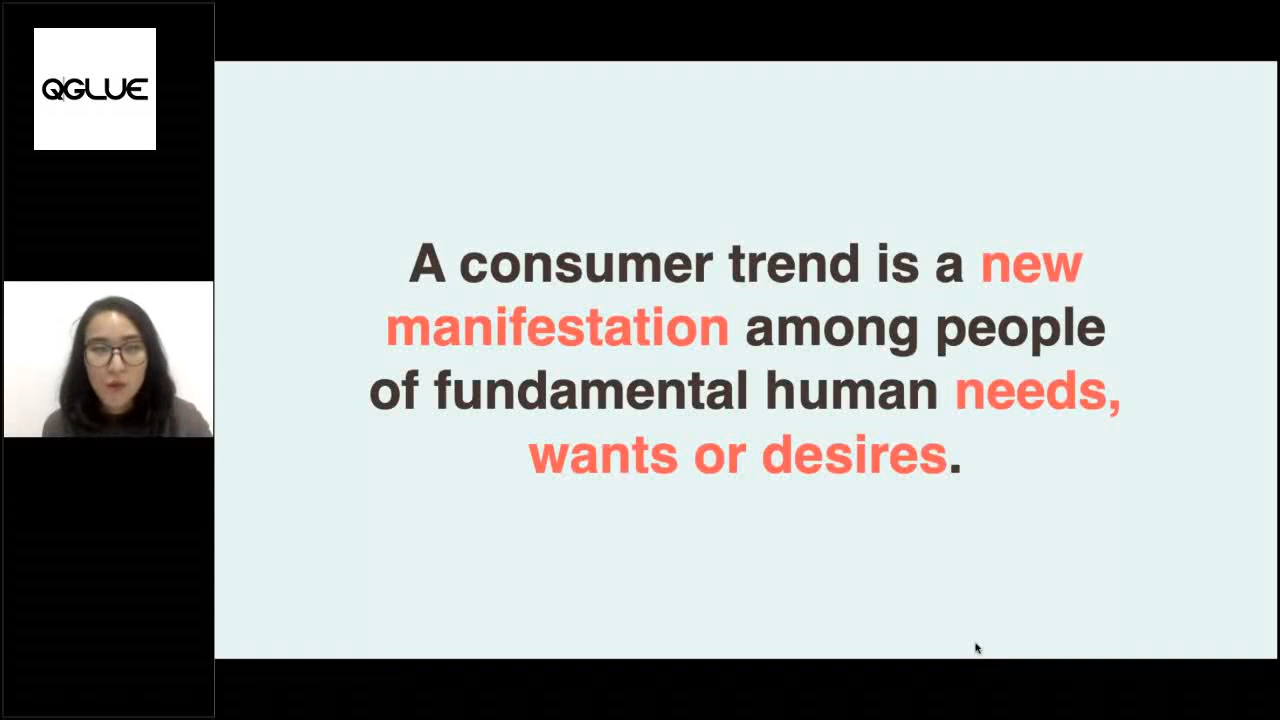 QGLUE
A consumer trend is a new
manifestation among people
of fundamental human needs,
wants or desires.